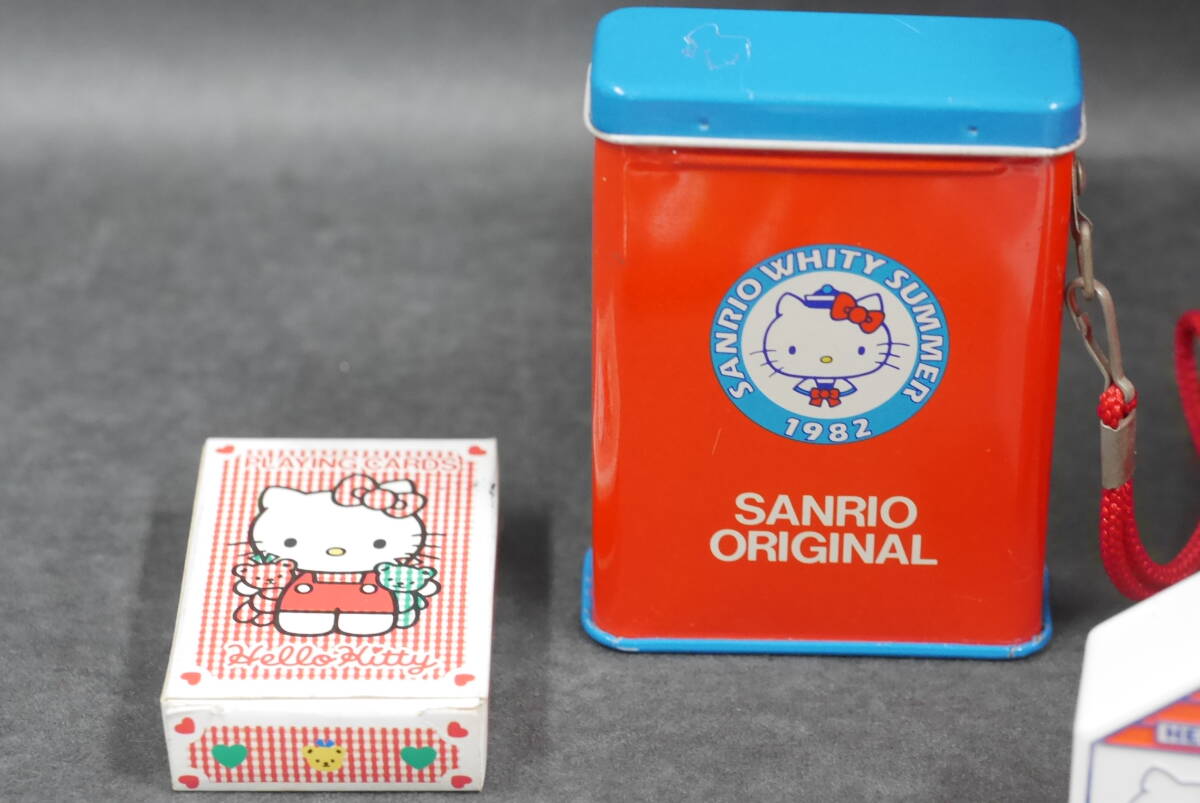 SANRIO WHITY SUMMER
1982
SANRIO
ORIGINAL
PLAYING CARDS
Hello Kitty